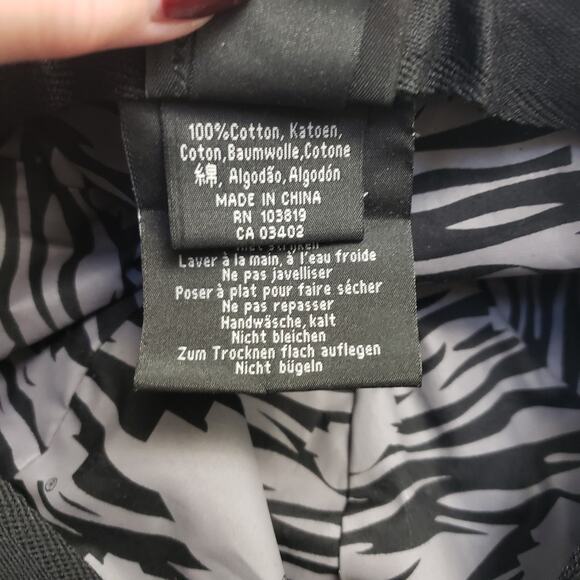 100%Cotton, Katoen,
Coton,Baumwolle,Cotone
綿, Algodão, Algodón
MADE IN CHINA
RN 103819
CA 03402
Laver à la main, à l'eau froide
Ne pas javelliser
Poser à plat pour faire sécher
Ne pas repasser
Handwäsche, kalt
Nicht bleichen
Zum Trocknen flach auflegen
Nicht bügeln